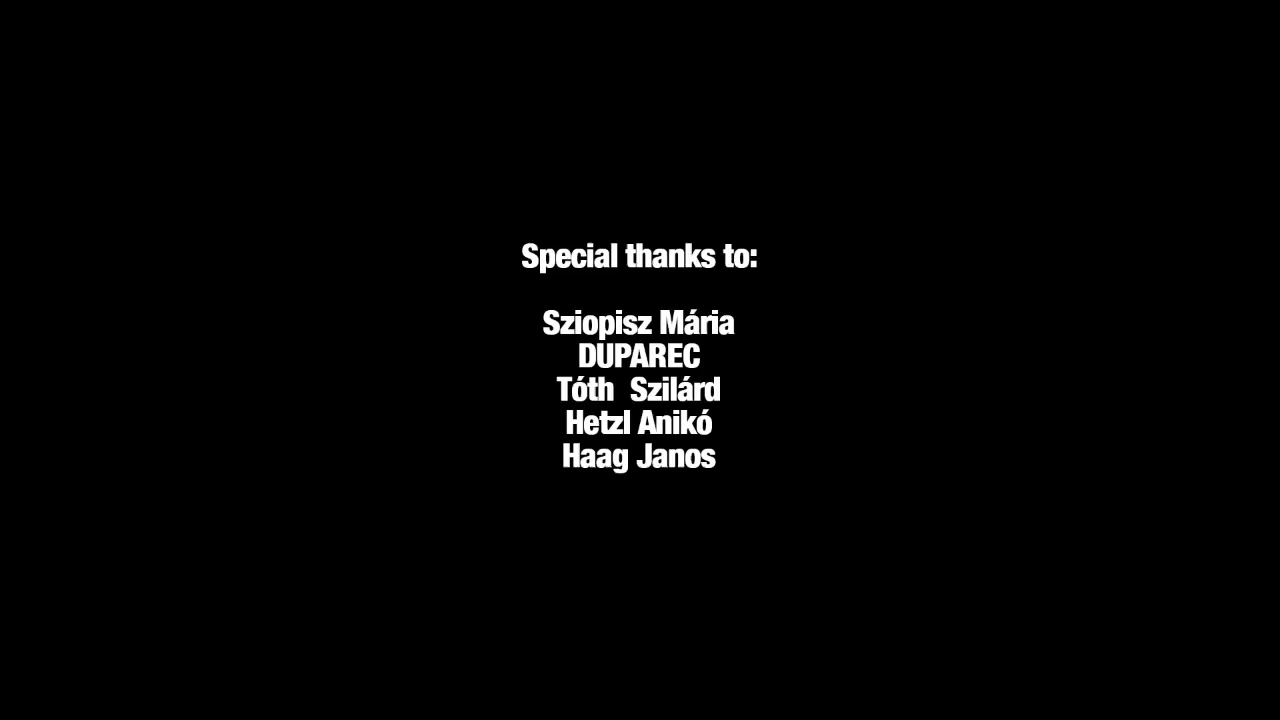 Special thanks to:
Sziopisz Mária
DUPAREC
Tóth  Szilárd
Hetzl Anikó
Haag Janos